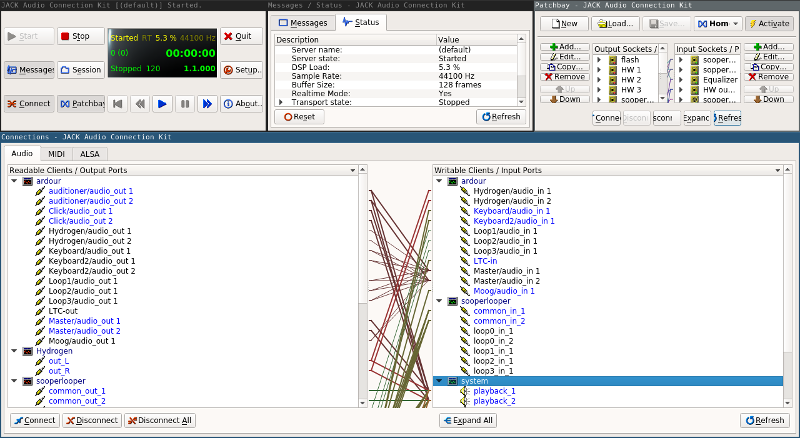 JACK Audio Connection Kit [(default)] Started.
Start
Stop
Started RT 5.3 % 44100 Hz
0 (0) 00:00:00
Stopped 120 1.1.000
Quit
Messages
Session
Setup...
Connect
Patchbay
About...
Messages / Status - JACK Audio Connection Kit
Messages
Status
Description Value
Server name: (default)
Server state: Started
DSP Load: 5.3 %
Sample Rate: 44100 Hz
Buffer Size: 128 frames
Realtime Mode: Yes
Transport state: Stopped
Reset
Refresh
Patchbay - JACK Audio Connection Kit
New
Load...
Save...
Hom
Activate
Add...
Edit...
Copy...
Remove
Up
Down
Output Sockets /
flash
HW 1
HW 2
HW 3
sooper...
Input Sockets / P
sooper...
sooper...
Equalizer
HW ou...
sooper...
Add...
Edit...
Copy...
Remove
Up
Down
Conne
Disconn
sconi
Expand
Refres
Connections - JACK Audio Connection Kit
Audio
MIDI
ALSA
Readable Clients / Output Ports
ardour
auditioner/audio_out 1
auditioner/audio_out 2
Click/audio_out 1
Click/audio_out 2
Hydrogen/audio_out 1
Hydrogen/audio_out 2
Keyboard/audio_out 1
Keyboard2/audio_out 1
Keyboard2/audio_out 2
Loop1/audio_out 1
Loop2/audio_out 1
Loop3/audio_out 1
LTC-out
Master/audio_out 1
Master/audio_out 2
Moog/audio_out 1
Hydrogen
out_L
out_R
sooperlooper
common_out_1
common_out_2
Writable Clients / Input Ports
ardour
Hydrogen/audio_in 1
Hydrogen/audio_in 2
Keyboard/audio_in 1
Keyboard2/audio_in 1
Loop1/audio_in 1
Loop2/audio_in 1
Loop3/audio_in 1
LTC-in
Master/audio_in 1
Master/audio_in 2
Moog/audio_in 1
sooperlooper
common_in_1
common_in_2
loop0_in_1
loop0_in_2
loop1_in_1
loop2_in_1
loop3_in_1
system
playback_1
playback_2
Connect
Disconnect
Disconnect All
Expand All
Refresh